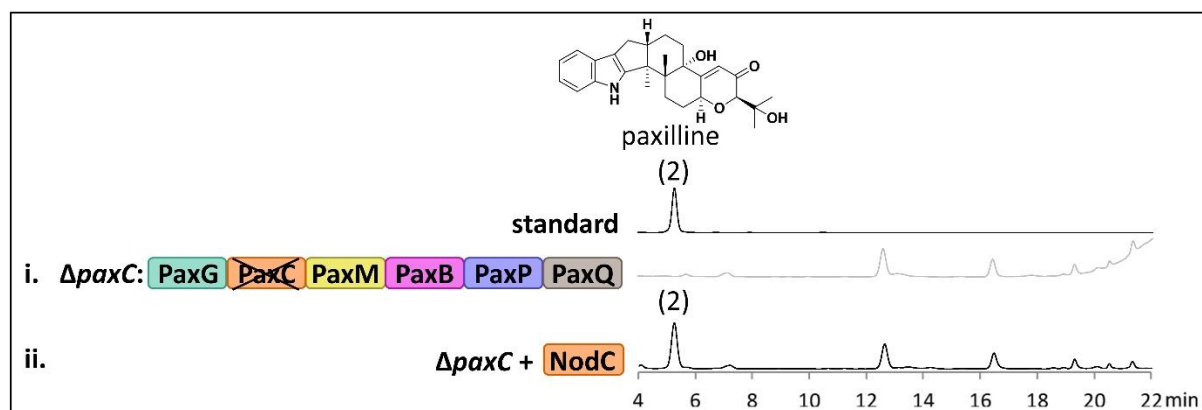 H
OH
O
N
H
O
H
OH
paxilline
(2)
standard
i. ΔpaxC: PaxG PaxC PaxM PaxB PaxP PaxQ
(2)
ii. ΔpaxC + NodC
4 6 8 10 12 14 16 18 20 22 min